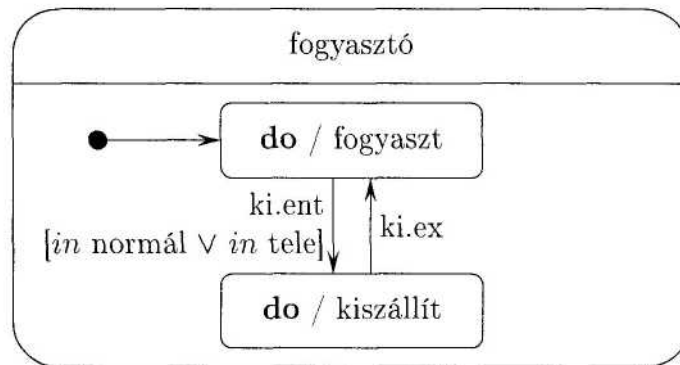 fogyasztó
do / fogyaszt
ki.ent
[in normál ∨ in tele]
ki.ex
do / kiszállít